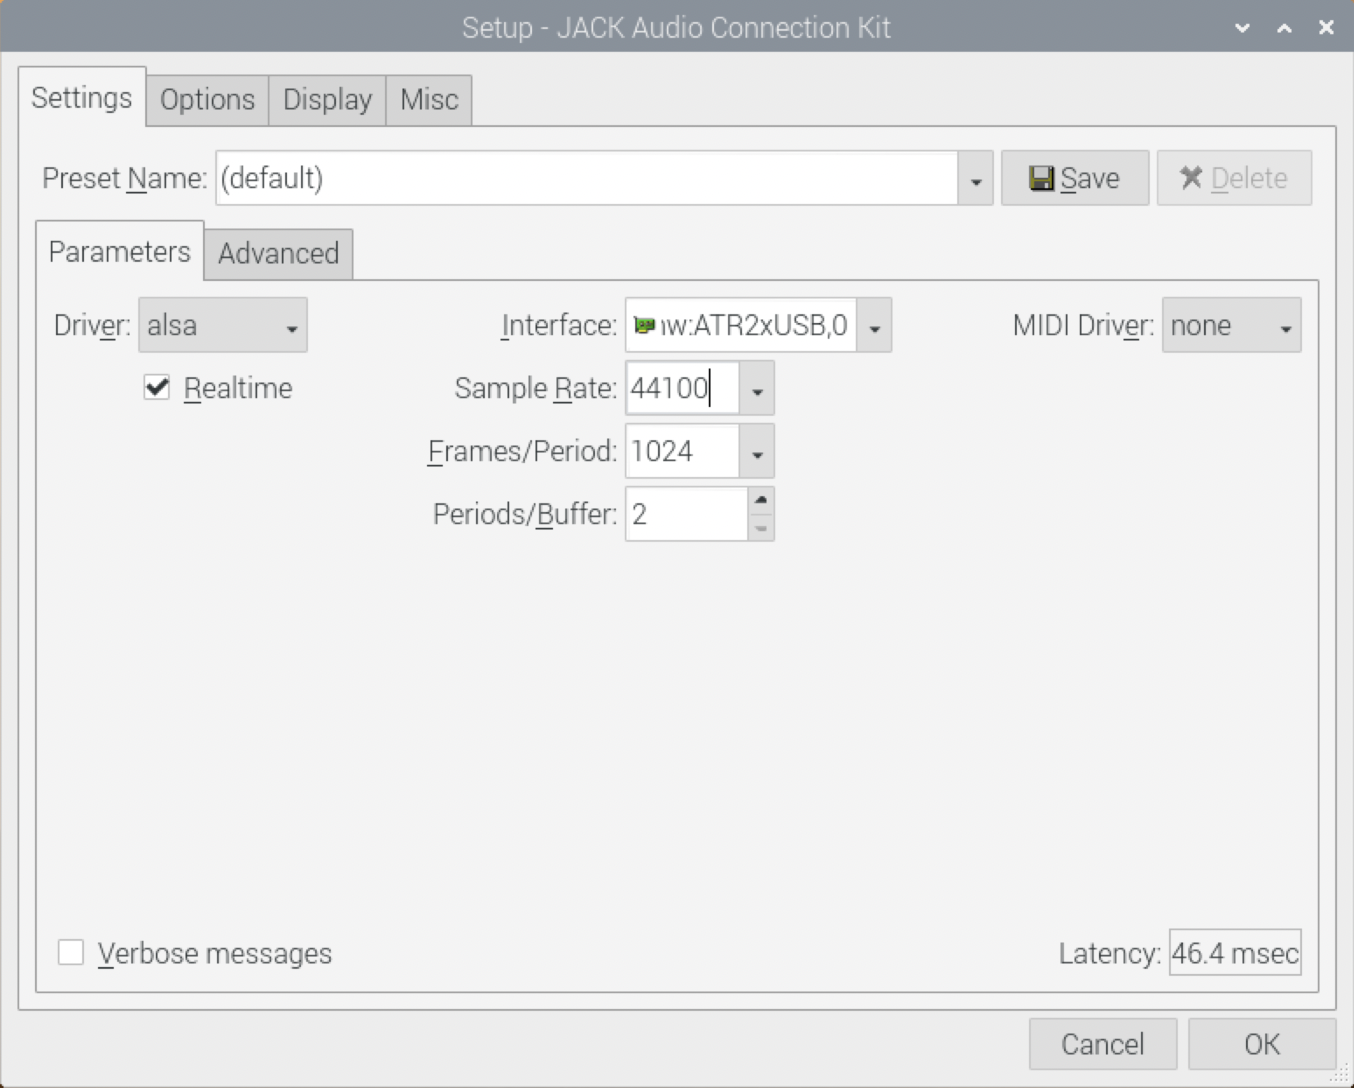 Setup - JACK Audio Connection Kit
Settings Options Display Misc
Preset Name: (default) Save Delete
Parameters Advanced
Driver: alsa Interface: w:ATR2xUSB,0 MIDI Driver: none
Realtime Sample Rate: 44100
Frames/Period: 1024
Periods/Buffer: 2
Verbose messages Latency: 46.4 msec
Cancel OK